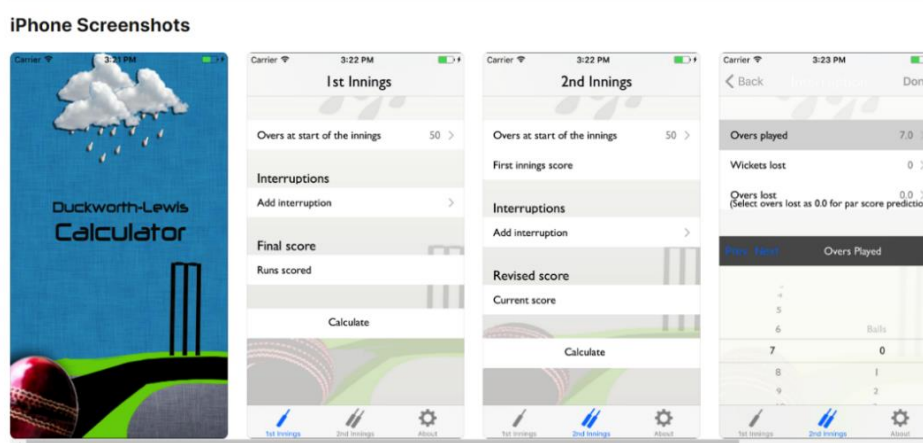 iPhone Screenshots
Carrier 3:21 PM
Duckworth-Lewis
Calculator
Carrier 3:22 PM
1st Innings
Overs at start of the innings 50
Interruptions
Add interruption
Final score
Runs scored
Calculate
1st Innings 2nd Innings About
Carrier 3:22 PM
2nd Innings
Overs at start of the innings 50
First innings score
Interruptions
Add interruption
Revised score
Current score
Calculate
1st Innings 2nd Innings About
Carrier 3:23 PM
Back Interruption Don
Overs played 7.0
Wickets lost 0
Overs lost 0.0
(Select overs lost as 0.0 for par score predictio
Prev Next Overs Played
4
5
6 Balls
7 0
8 1
9 2
1st Innings 2nd Innings About